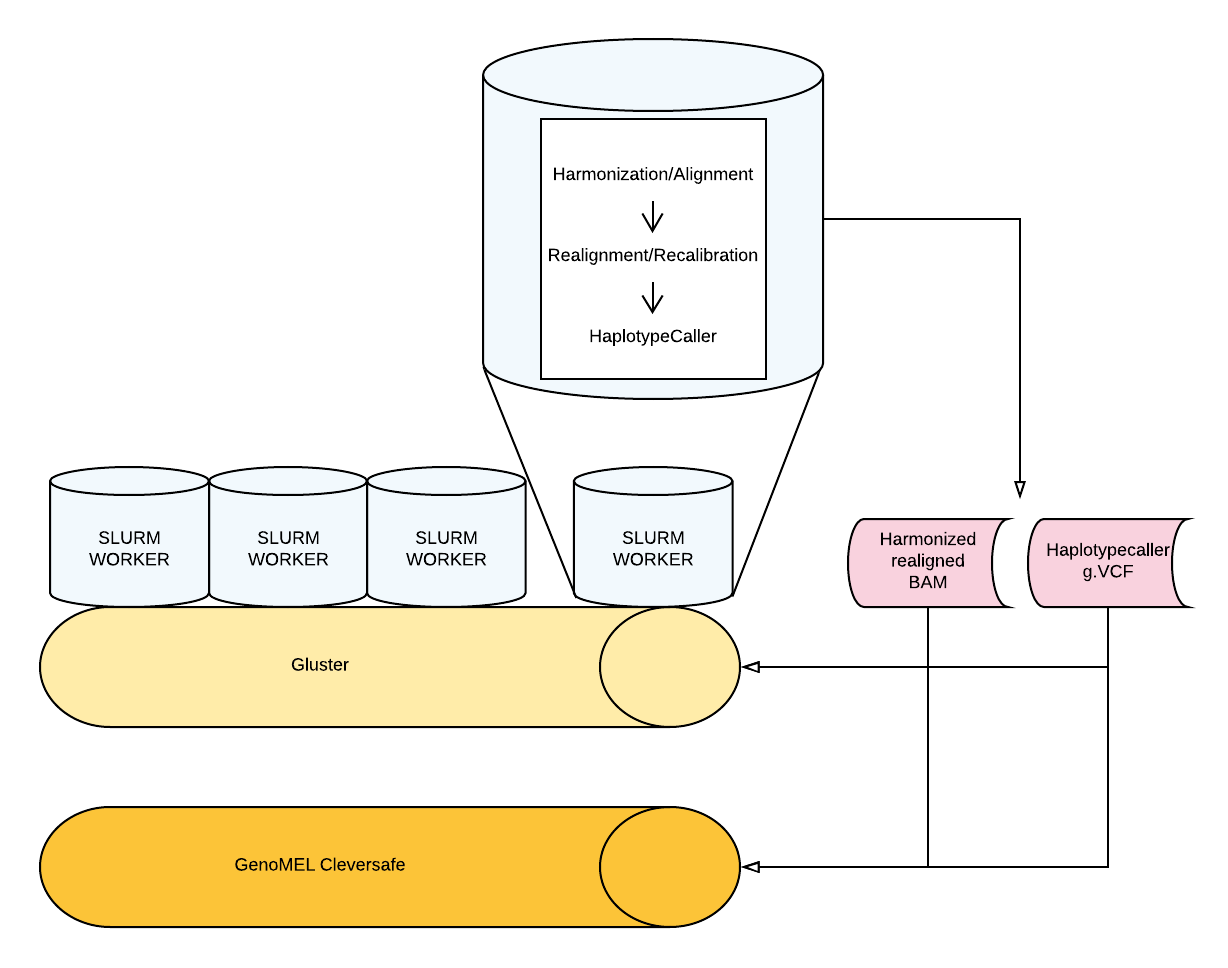 Harmonization/Alignment
Realignment/Recalibration
HaplotypeCaller
SLURM
WORKER
SLURM
WORKER
SLURM
WORKER
SLURM
WORKER
Harmonized
realigned
BAM
Haplotypecaller
g.VCF
Gluster
GenoMEL Cleversafe